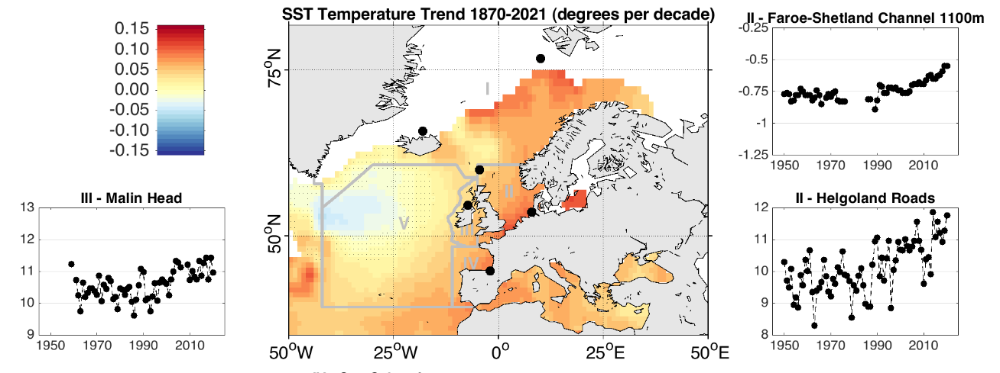 SST Temperature Trend 1870-2021 (degrees per decade)
0.15
0.10
0.05
0.00
-0.05
-0.10
-0.15
75°N
50°N
I
II
III
IV
V
50°W
25°W
0°
25°E
50°E
II - Faroe-Shetland Channel 1100m
-0.25
-0.5
-0.75
-1
-1.25
1950
1970
1990
2010
III - Malin Head
13
12
11
10
9
1950
1970
1990
2010
II - Helgoland Roads
12
11
10
9
8
1950
1970
1990
2010